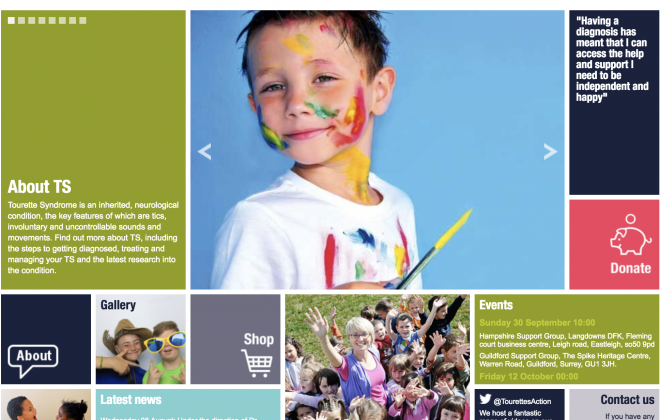 "Having a
diagnosis has
meant that I can
access the help
and support I
need to be
independent and
happy"
About TS
Tourette Syndrome is an inherited, neurological
condition, the key features of which are tics,
involuntary and uncontrollable sounds and
movements. Find out more about TS, including
the steps to getting diagnosed, treating and
managing your TS and the latest research into
the condition.
Donate
About
Gallery
Shop
Events
Sunday 30 September 10:00
Hampshire Support Group, Langdowns DFK, Fleming
court business centre, Leigh road, Eastleigh, so50 9pd
Guildford Support Group, The Spike Heritage Centre,
Warren Road, Guildford, Surrey, GU1 3JH.
Friday 12 October 00:00
Latest news
@TourettesAction
We host a fantastic
Contact us
If you have any